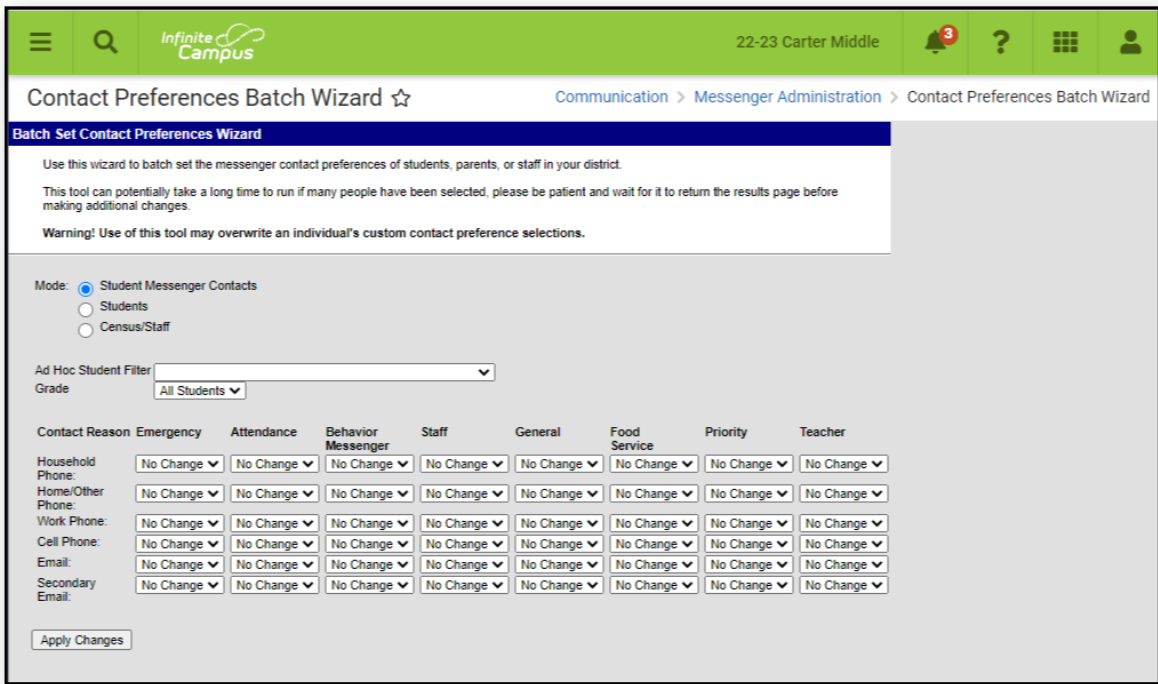 Infinite Campus
22-23 Carter Middle
3
?
Contact Preferences Batch Wizard ☆
Communication > Messenger Administration > Contact Preferences Batch Wizard
Batch Set Contact Preferences Wizard
Use this wizard to batch set the messenger contact preferences of students, parents, or staff in your district.
This tool can potentially take a long time to run if many people have been selected, please be patient and wait for it to return the results page before
making additional changes.
Warning! Use of this tool may overwrite an individual's custom contact preference selections.
Mode: Student Messenger Contacts
Students
Census/Staff
Ad Hoc Student Filter
Grade All Students
Contact Reason Emergency Attendance Behavior Messenger Staff General Food Service Priority Teacher
Household Phone: No Change No Change No Change No Change No Change No Change No Change No Change
Home/Other Phone: No Change No Change No Change No Change No Change No Change No Change No Change
Work Phone: No Change No Change No Change No Change No Change No Change No Change No Change
Cell Phone: No Change No Change No Change No Change No Change No Change No Change No Change
Email: No Change No Change No Change No Change No Change No Change No Change No Change
Secondary Email: No Change No Change No Change No Change No Change No Change No Change No Change
Apply Changes